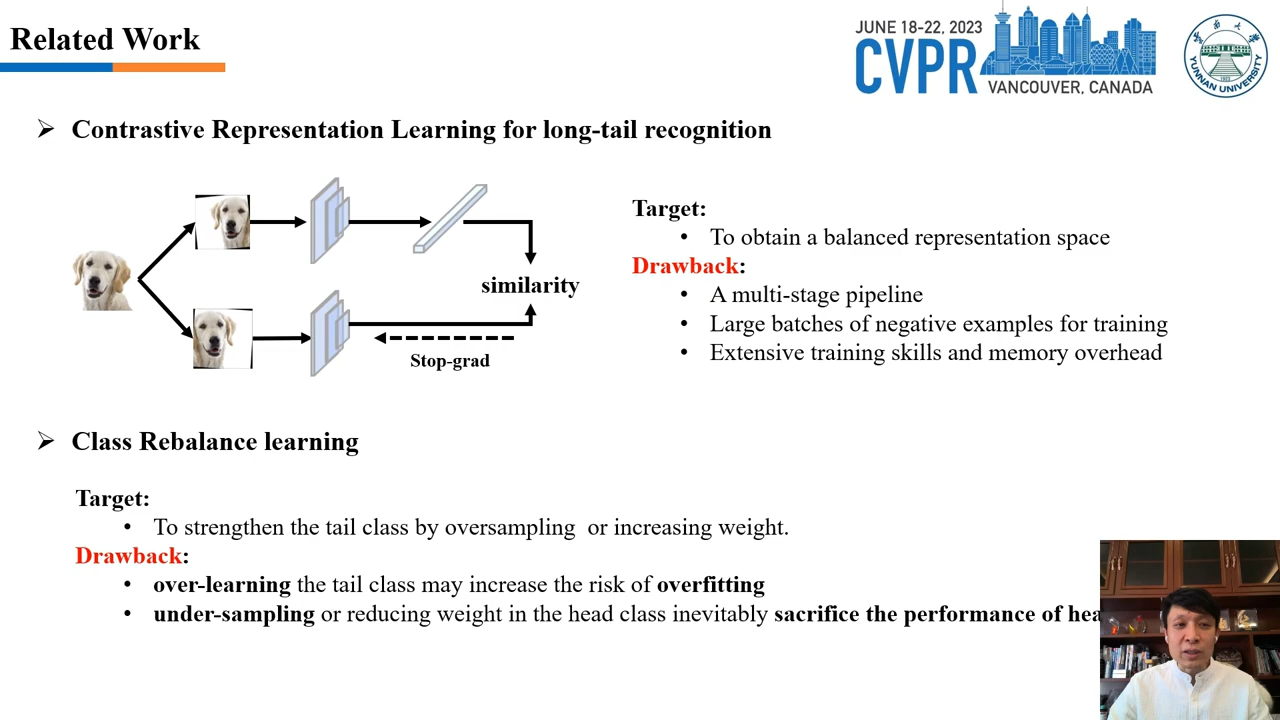 Related Work
JUNE 18-22, 2023
CVPR
VANCOUVER, CANADA
YUNNAN UNIVERSITY
Contrastive Representation Learning for long-tail recognition
similarity
Stop-grad
Target:
To obtain a balanced representation space
Drawback:
A multi-stage pipeline
Large batches of negative examples for training
Extensive training skills and memory overhead
Class Rebalance learning
Target:
To strengthen the tail class by oversampling or increasing weight.
Drawback:
over-learning the tail class may increase the risk of overfitting
under-sampling or reducing weight in the head class inevitably sacrifice the performance of